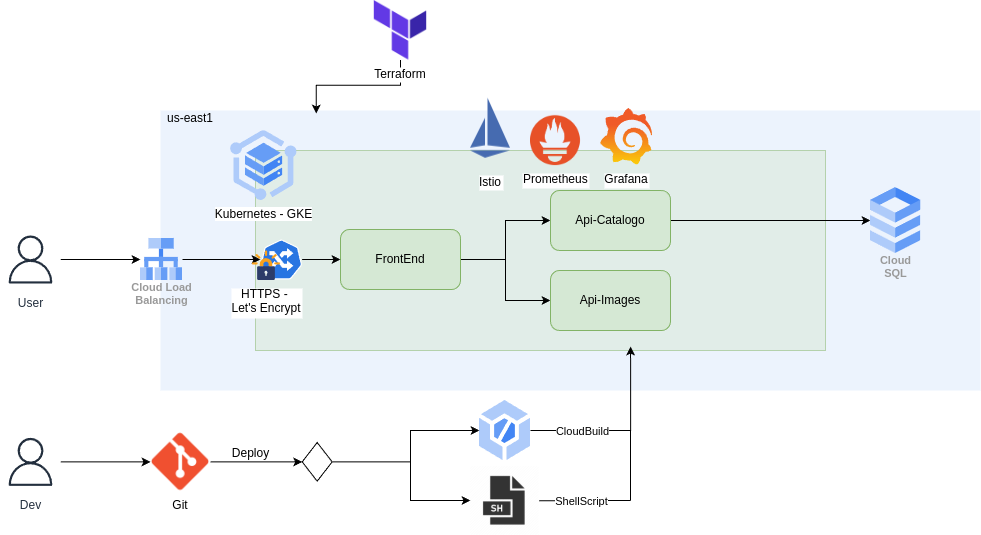 Terraform
us-east1
Istio
Prometheus
Grafana
Kubernetes - GKE
Api-Catalogo
FrontEnd
Cloud
SQL
User
Cloud Load
Balancing
HTTPS -
Let's Encrypt
Api-Images
CloudBuild
Deploy
Dev
Git
SH
ShellScript